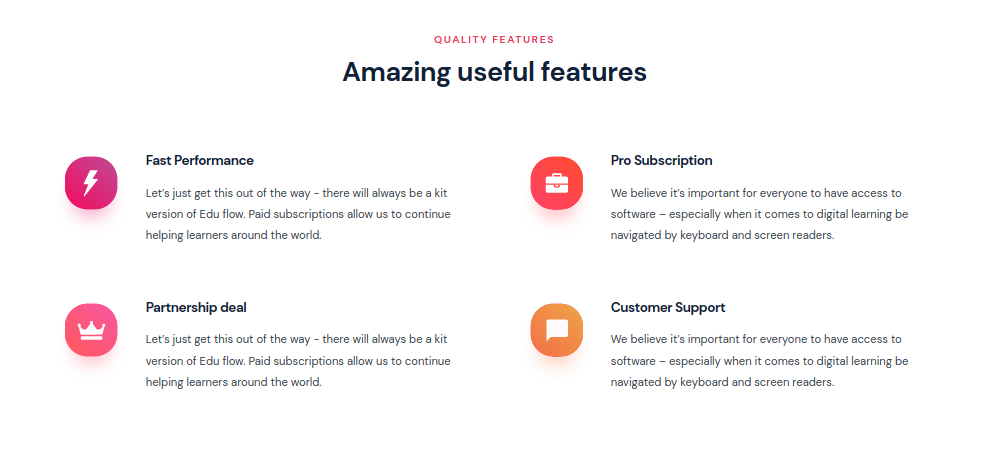 QUALITY FEATURES
Amazing useful features
Fast Performance
Let's just get this out of the way - there will always be a kit
version of Edu flow. Paid subscriptions allow us to continue
helping learners around the world.
Pro Subscription
We believe it's important for everyone to have access to
software – especially when it comes to digital learning be
navigated by keyboard and screen readers.
Partnership deal
Let's just get this out of the way - there will always be a kit
version of Edu flow. Paid subscriptions allow us to continue
helping learners around the world.
Customer Support
We believe it's important for everyone to have access to
software – especially when it comes to digital learning be
navigated by keyboard and screen readers.